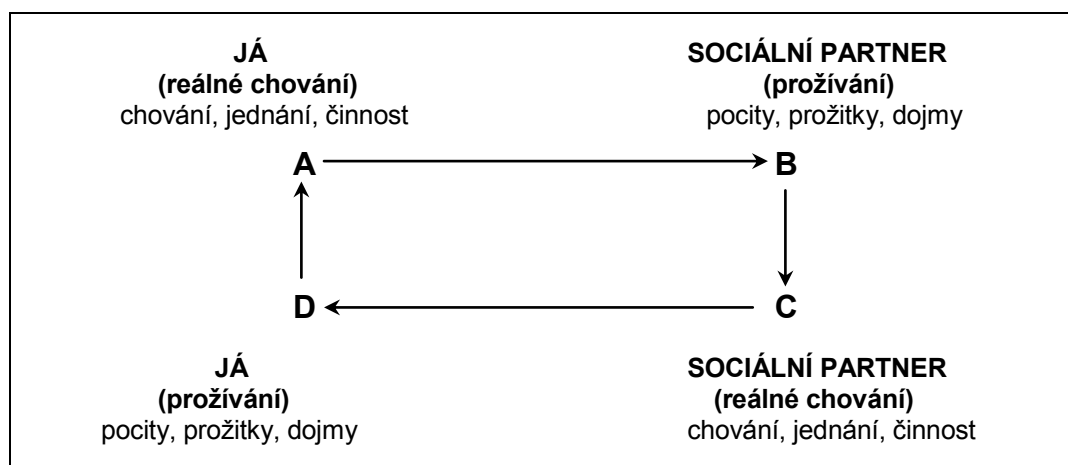 JÁ
(reálné chování)
chování, jednání, činnost
SOCIÁLNÍ PARTNER
(prožívání)
pocity, prožitky, dojmy
A
B
D
C
JÁ
(prožívání)
pocity, prožitky, dojmy
SOCIÁLNÍ PARTNER
(reálné chování)
chování, jednání, činnost